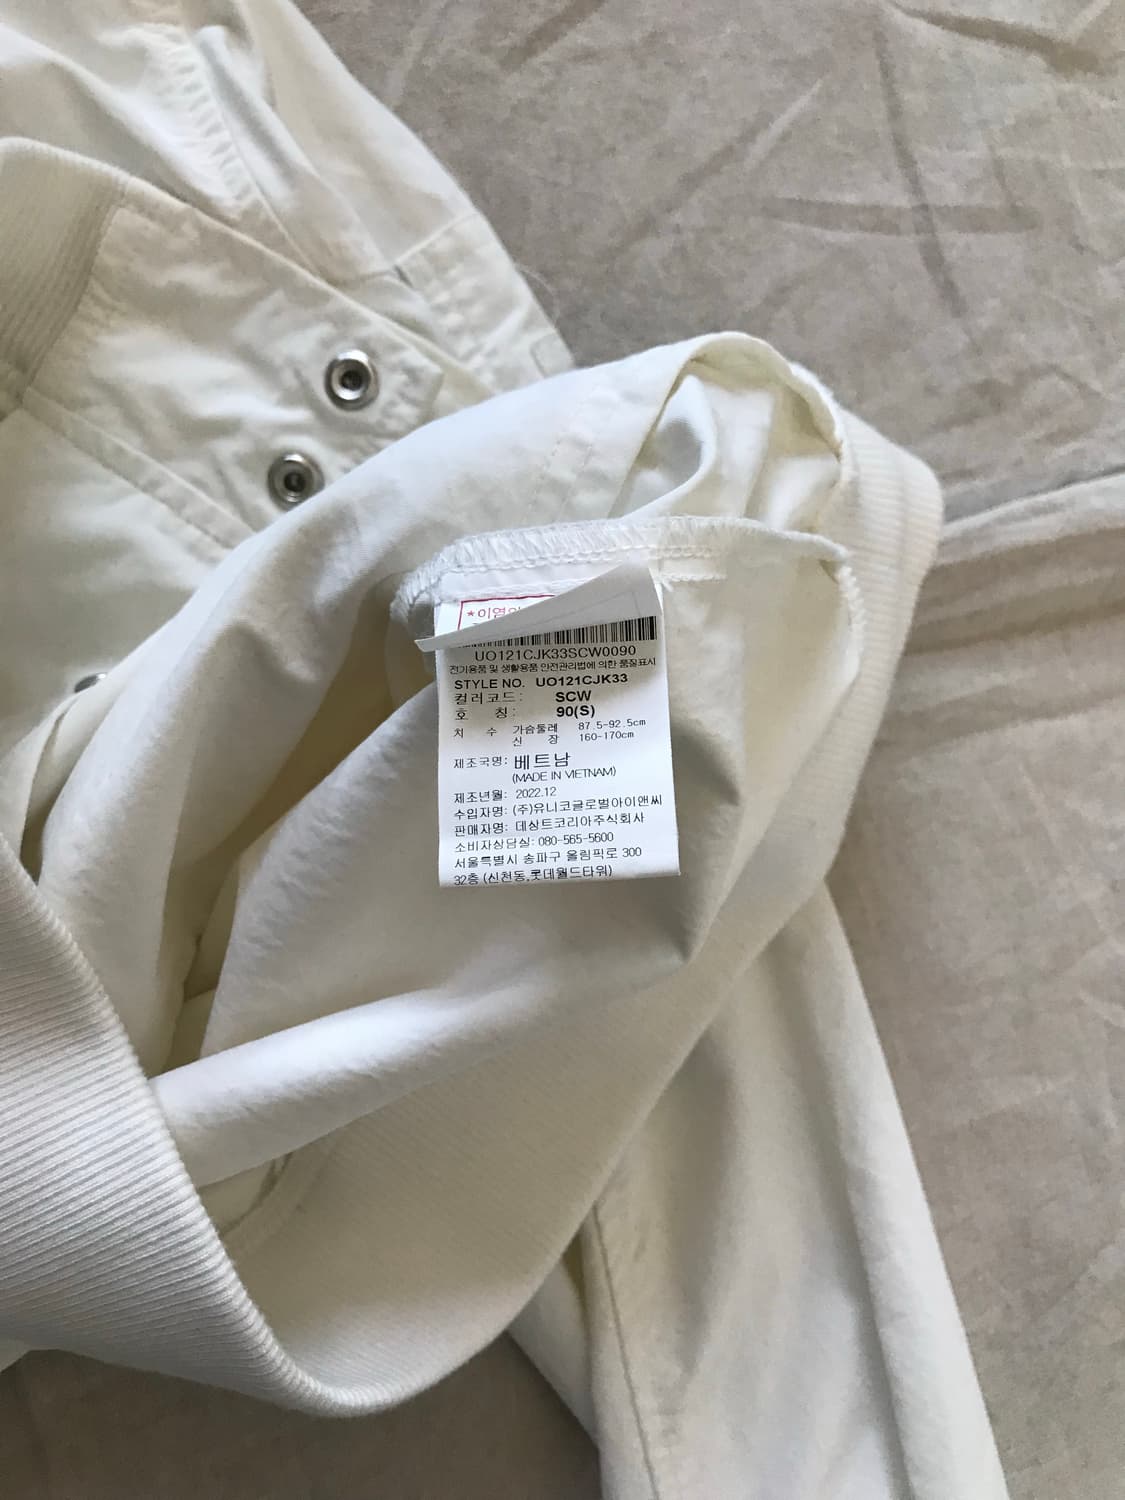 *이염
UO121CJK33SCW0090
전기용품 및 생활용품 안전관리법에 의한 품질표시
STYLE NO. UO121CJK33
컬러코드: SCW
호 칭: 90(S)
치 수 가슴둘레 87.5-92.5cm
신 장 160-170cm
제조국명: 베트남
(MADE IN VIETNAM)
제조년월: 2022.12
수입자명: (주)유니코글로벌아이앤씨
판매자명: 데상트코리아주식회사
소비자상담실: 080-565-5600
서울특별시 송파구 올림픽로 300
32층 (신천동,롯데월드타워)